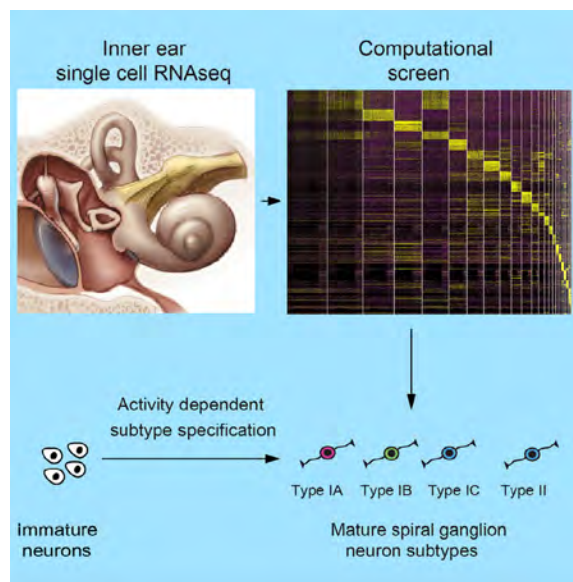 Inner ear
single cell RNAseq
Computational
screen
Activity dependent
subtype specification
Type IA
Type IB
Type IC
Type II
Immature
neurons
Mature spiral ganglion
neuron subtypes